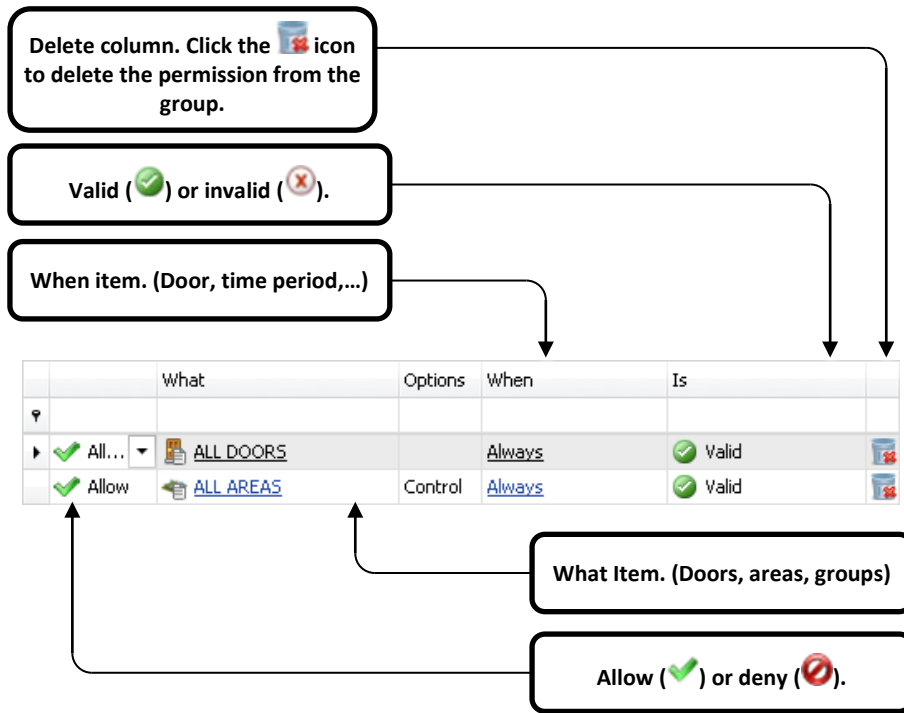 Delete column. Click the icon
to delete the permission from the
group.
Valid ( ) or invalid ( ).
When item. (Door, time period,...)
What Options When Is
All... ALL DOORS Always Valid
Allow ALL AREAS Control Always Valid
What Item. (Doors, areas, groups)
Allow ( ) or deny ( ).